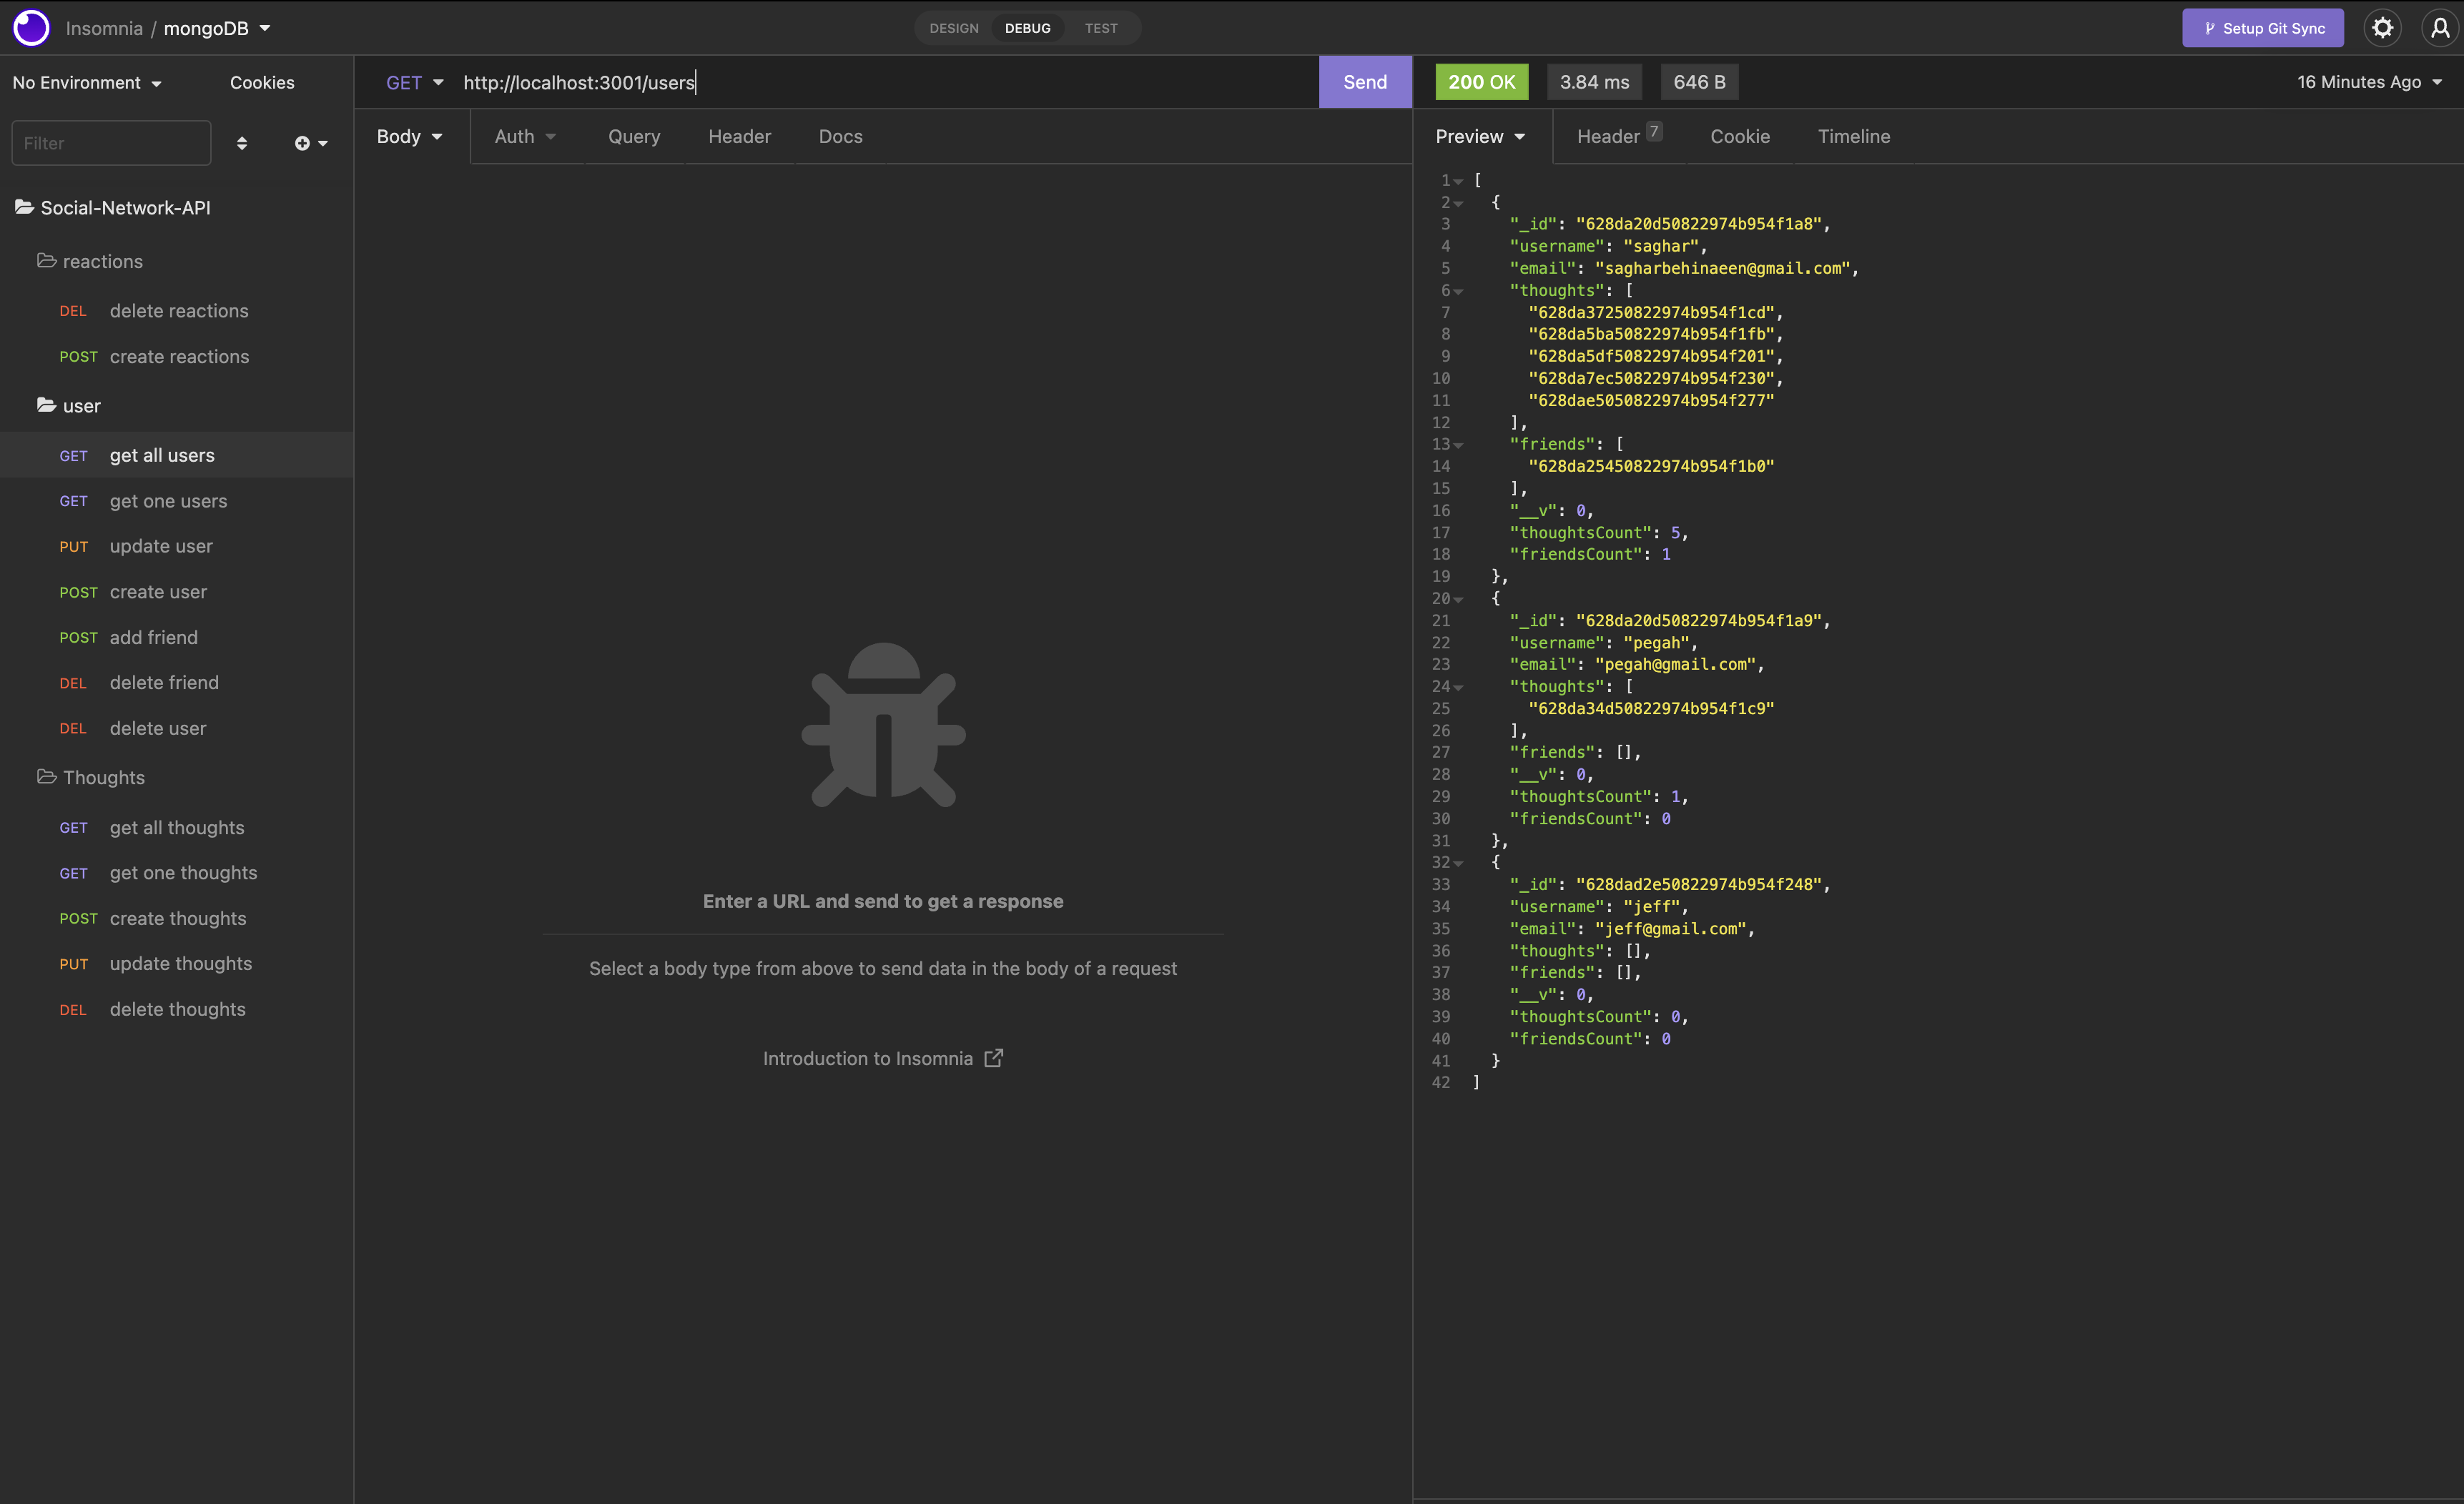 Insomnia / mongoDB
DESIGN DEBUG TEST
Setup Git Sync
No Environment Cookies
GET http://localhost:3001/users Send
200 OK 3.84 ms 646 B 16 Minutes Ago
Filter
Body Auth Query Header Docs
Preview Header 7 Cookie Timeline
Social-Network-API
reactions
DEL delete reactions
POST create reactions
user
GET get all users
GET get one users
PUT update user
POST create user
POST add friend
DEL delete friend
DEL delete user
Thoughts
GET get all thoughts
GET get one thoughts
POST create thoughts
PUT update thoughts
DEL delete thoughts
Enter a URL and send to get a response
Select a body type from above to send data in the body of a request
Introduction to Insomnia
1 [
2 {
3 "_id": "628da20d50822974b954f1a8",
4 "username": "saghar",
5 "email": "sagharbehinaeen@gmail.com",
6 "thoughts": [
7 "628da37250822974b954f1cd",
8 "628da5ba50822974b954f1fb",
9 "628da5df50822974b954f201",
10 "628da7ec50822974b954f230",
11 "628dae5050822974b954f277"
12 ],
13 "friends": [
14 "628da25450822974b954f1b0"
15 ],
16 "__v": 0,
17 "thoughtsCount": 5,
18 "friendsCount": 1
19 },
20 {
21 "_id": "628da20d50822974b954f1a9",
22 "username": "pegah",
23 "email": "pegah@gmail.com",
24 "thoughts": [
25 "628da34d50822974b954f1c9"
26 ],
27 "friends": [],
28 "__v": 0,
29 "thoughtsCount": 1,
30 "friendsCount": 0
31 },
32 {
33 "_id": "628dad2e50822974b954f248",
34 "username": "jeff",
35 "email": "jeff@gmail.com",
36 "thoughts": [],
37 "friends": [],
38 "__v": 0,
39 "thoughtsCount": 0,
40 "friendsCount": 0
41 }
42 ]